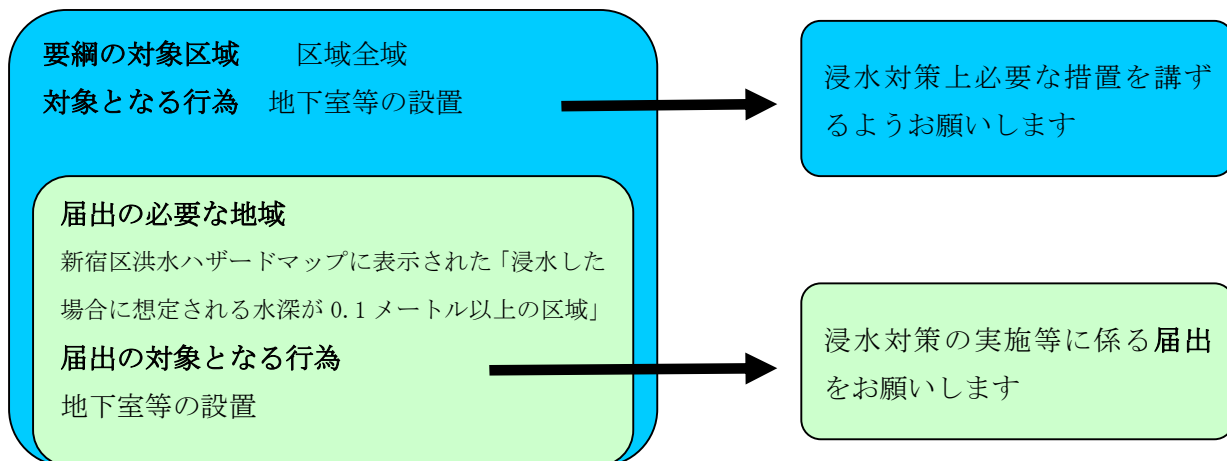 要綱の対象区域　　区域全域
対象となる行為　地下室等の設置
浸水対策上必要な措置を講ず
るようお願いします
届出の必要な地域
新宿区洪水ハザードマップに表示された「浸水した
場合に想定される水深が 0.1 メートル以上の区域」
届出の対象となる行為
地下室等の設置
浸水対策の実施等に係る届出
をお願いします